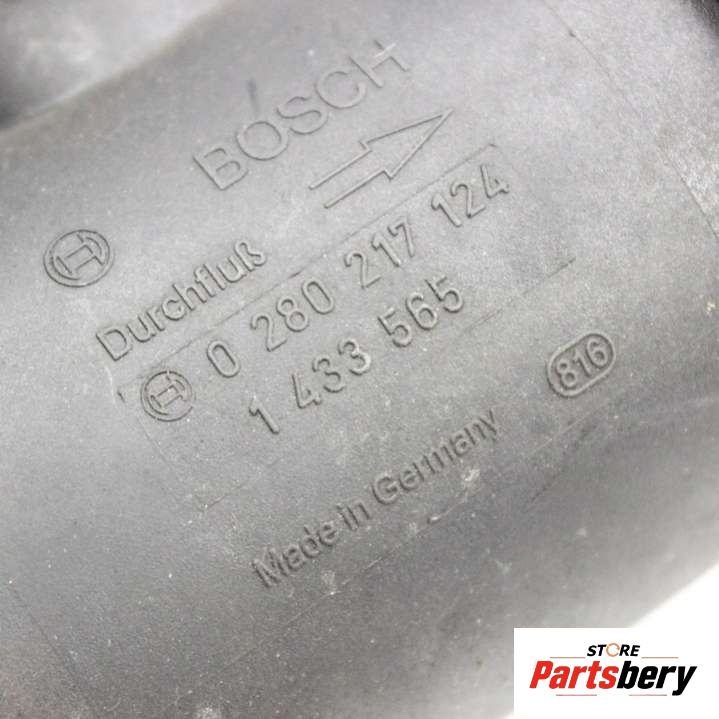 BOSCH
Durchfluß
0 280 217 124
1 433 565
816
Made in Germany
STORE
Partsbery